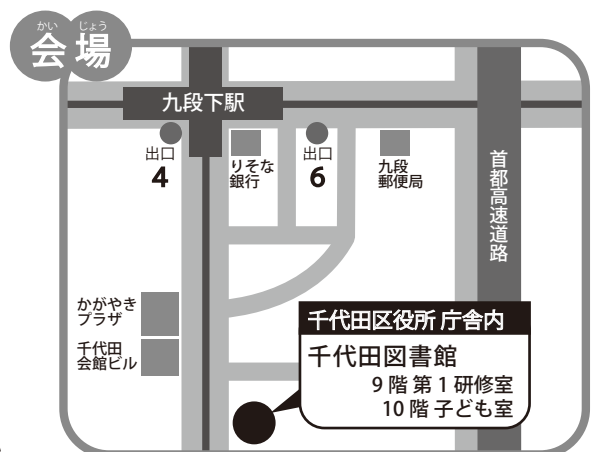 かい じょう
会 場
九段下駅
出口
4
りそな
銀行
出口
6
九段
郵便局
首都高速道路
かがやき
プラザ
千代田
会館ビル
千代田区役所 庁舎内
千代田図書館
9 階 第 1 研修室
10 階 子ども室